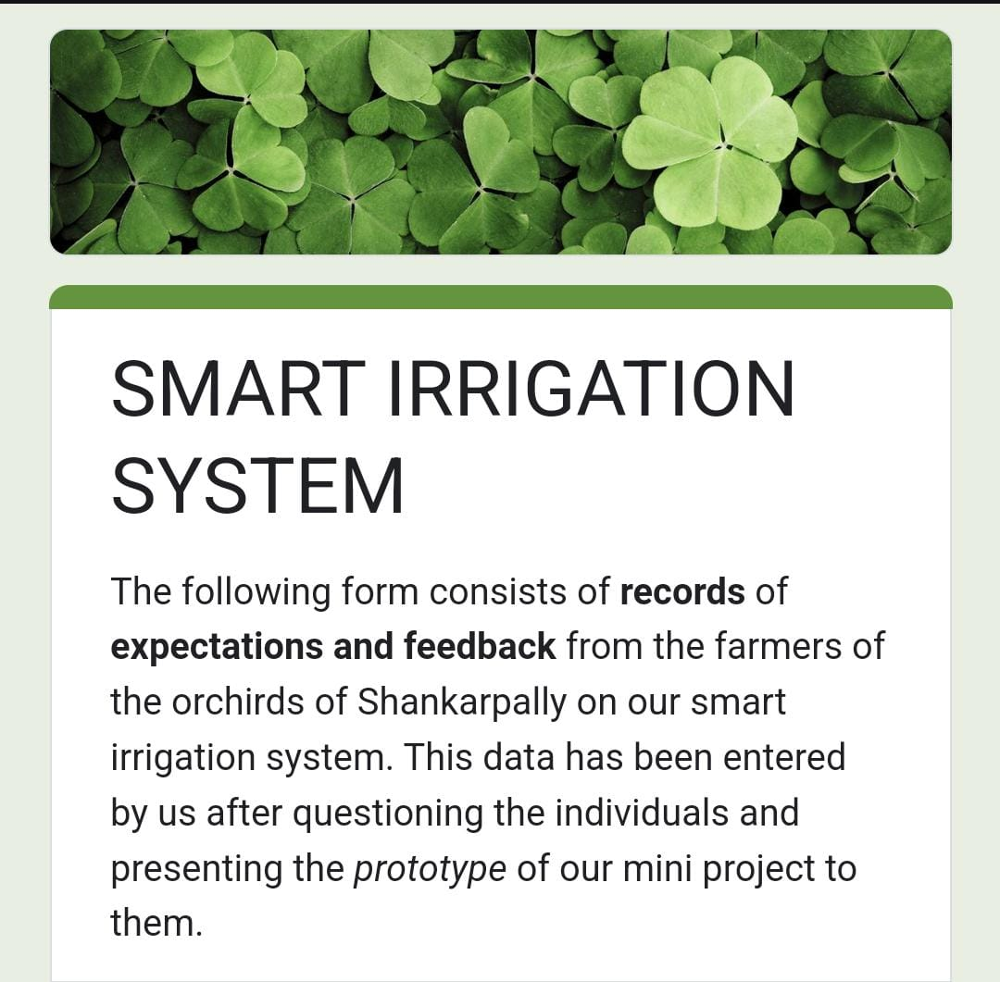 SMART IRRIGATION
SYSTEM
The following form consists of records of
expectations and feedback from the farmers of
the orchirds of Shankarpally on our smart
irrigation system. This data has been entered
by us after questioning the individuals and
presenting the prototype of our mini project to
them.